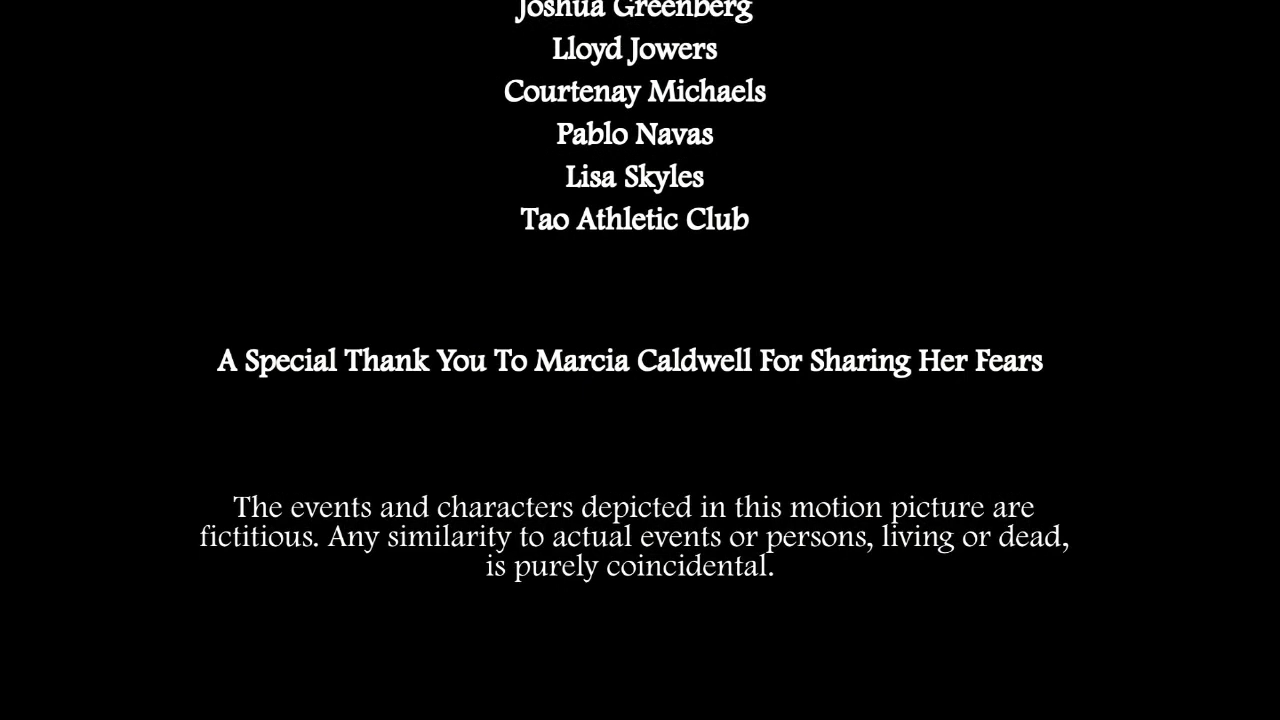 Joshua Greenberg
Lloyd Jowers
Courtenay Michaels
Pablo Navas
Lisa Skyles
Tao Athletic Club
A Special Thank You To Marcia Caldwell For Sharing Her Fears
The events and characters depicted in this motion picture are
fictitious. Any similarity to actual events or persons, living or dead,
is purely coincidental.